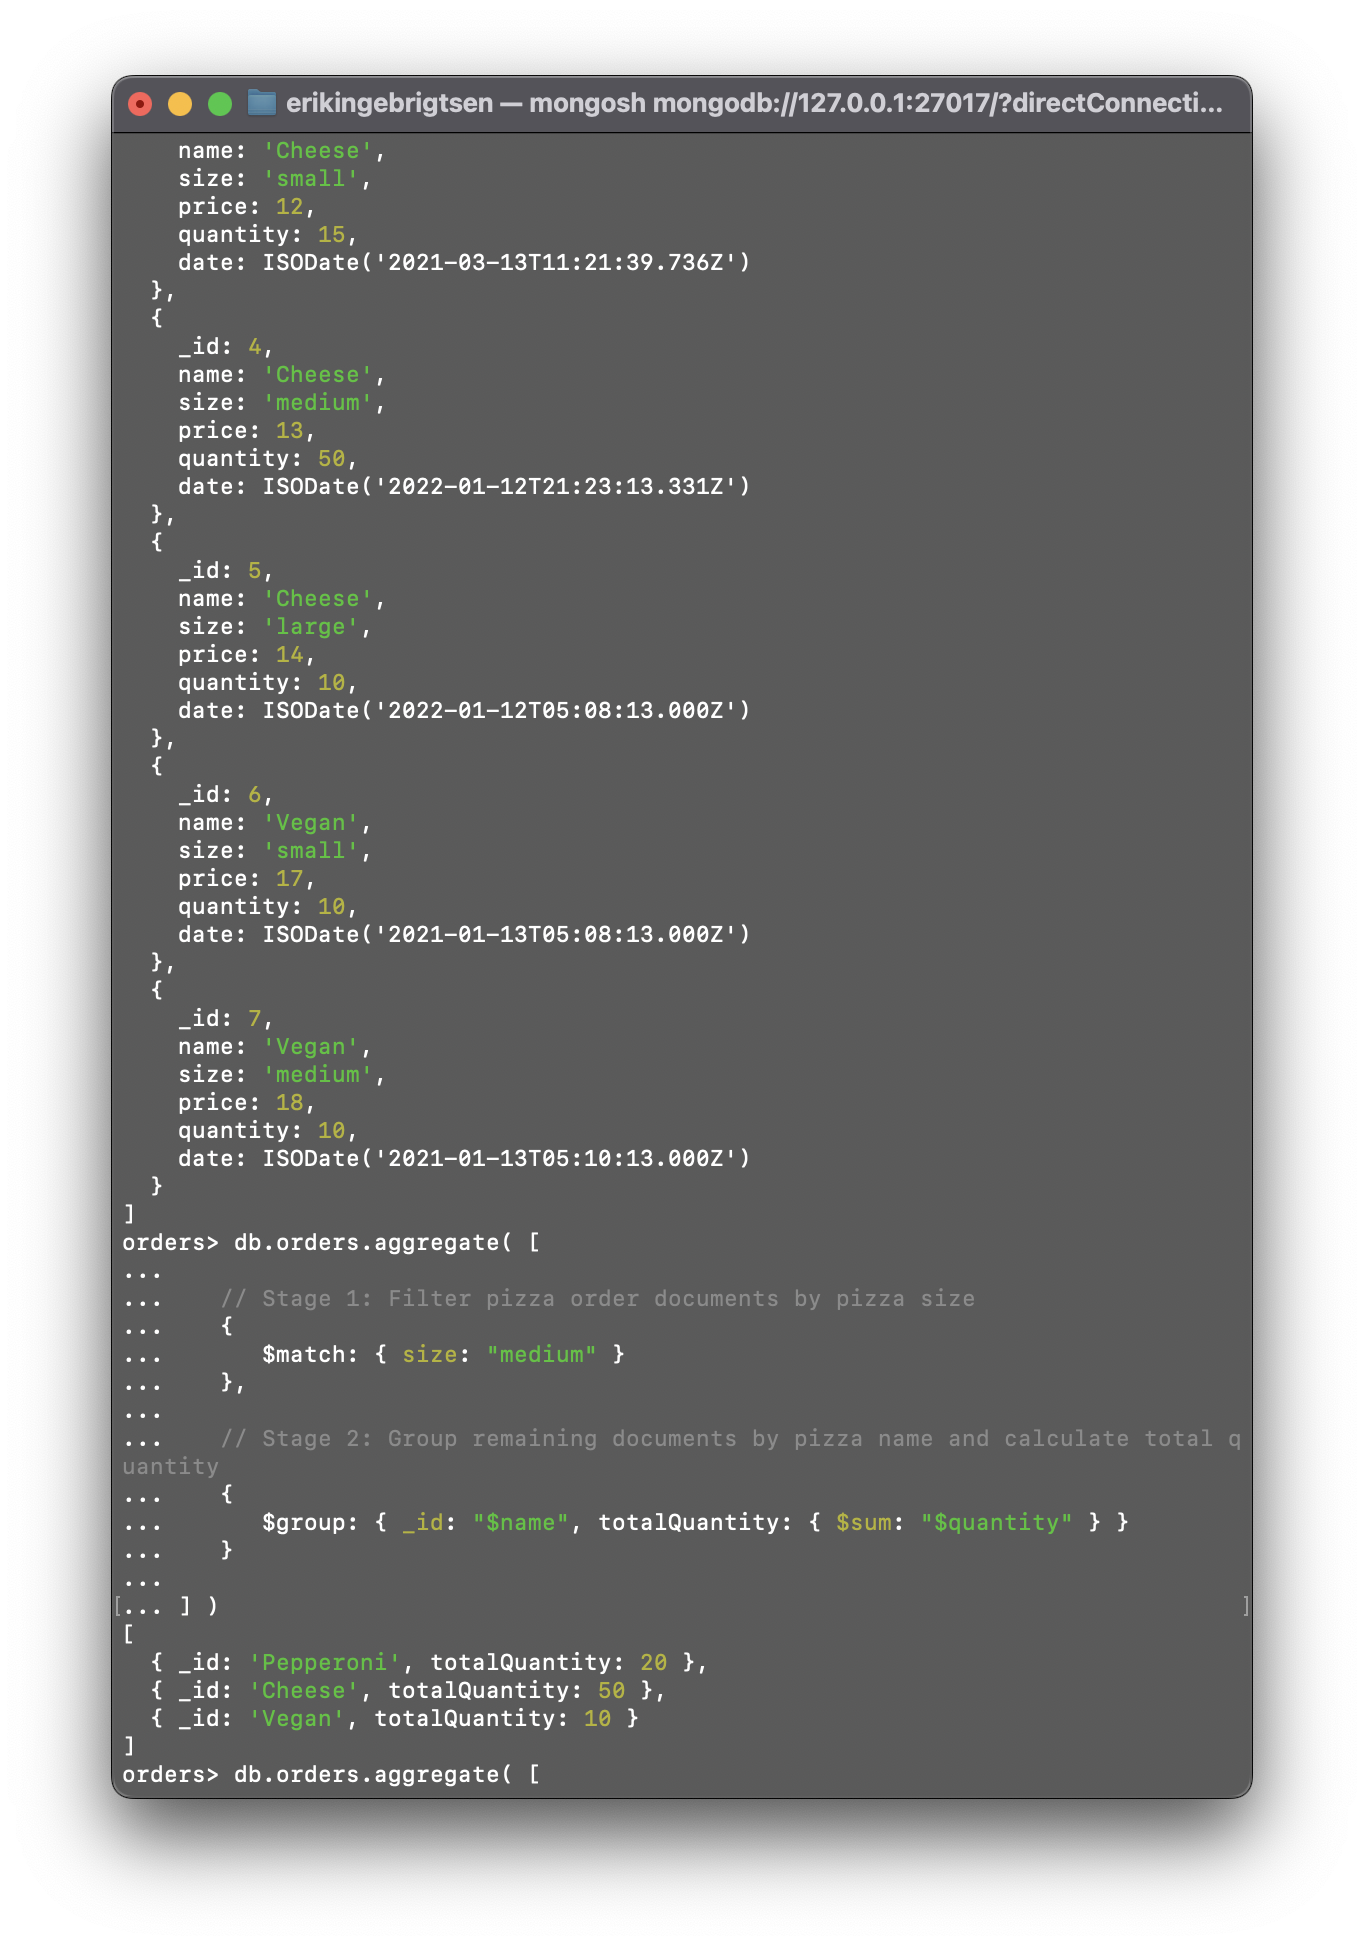 erikingebrigtsen — mongosh mongodb://127.0.0.1:27017/?directConnecti...
name: 'Cheese',
size: 'small',
price: 12,
quantity: 15,
date: ISODate('2021-03-13T11:21:39.736Z')
},
{
_id: 4,
name: 'Cheese',
size: 'medium',
price: 13,
quantity: 50,
date: ISODate('2022-01-12T21:23:13.331Z')
},
{
_id: 5,
name: 'Cheese',
size: 'large',
price: 14,
quantity: 10,
date: ISODate('2022-01-12T05:08:13.000Z')
},
{
_id: 6,
name: 'Vegan',
size: 'small',
price: 17,
quantity: 10,
date: ISODate('2021-01-13T05:08:13.000Z')
},
{
_id: 7,
name: 'Vegan',
size: 'medium',
price: 18,
quantity: 10,
date: ISODate('2021-01-13T05:10:13.000Z')
}
]
orders> db.orders.aggregate( [
...
... // Stage 1: Filter pizza order documents by pizza size
... {
... $match: { size: "medium" }
... },
...
... // Stage 2: Group remaining documents by pizza name and calculate total q
uantity
... {
... $group: { _id: "$name", totalQuantity: { $sum: "$quantity" } }
... }
...
[... ] ) ]
[
{ _id: 'Pepperoni', totalQuantity: 20 },
{ _id: 'Cheese', totalQuantity: 50 },
{ _id: 'Vegan', totalQuantity: 10 }
]
orders> db.orders.aggregate( [